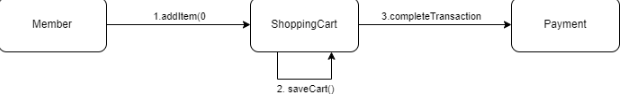 Member
1.addItem(0
ShoppingCart
3.completeTransaction
Payment
2. saveCart()